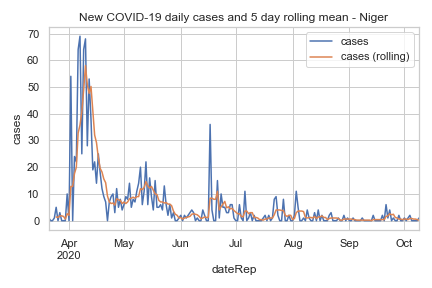 New COVID-19 daily cases and 5 day rolling mean - Niger
cases
cases (rolling)
70
60
50
40
30
20
10
0
cases
Apr May Jun Jul Aug Sep Oct
2020
dateRep